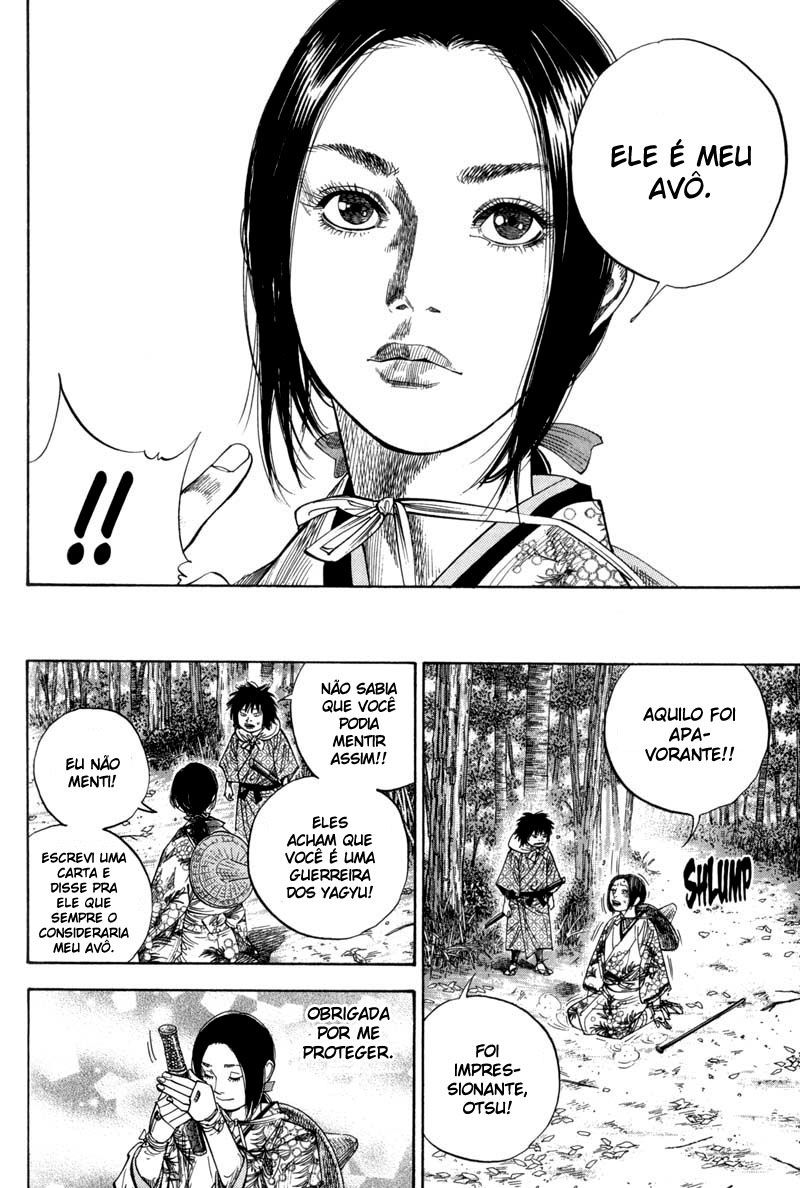 ELE É MEU
AVÔ.
!!
AQUILO FOI
APA-
VORANTE!!
SHLUMP
FOI
IMPRES-
SIONANTE,
OTSU!
NÃO SABIA
QUE VOCÊ
PODIA
MENTIR
ASSIM!!
ELES
ACHAM QUE
VOCÊ É UMA
GUERREIRA
DOS YAGYU!
EU NÃO
MENTI!
ESCREVI UMA
CARTA E
DISSE PRA
ELE QUE
SEMPRE O
CONSIDERARIA
MEU AVÔ.
OBRIGADA
POR ME
PROTEGER.